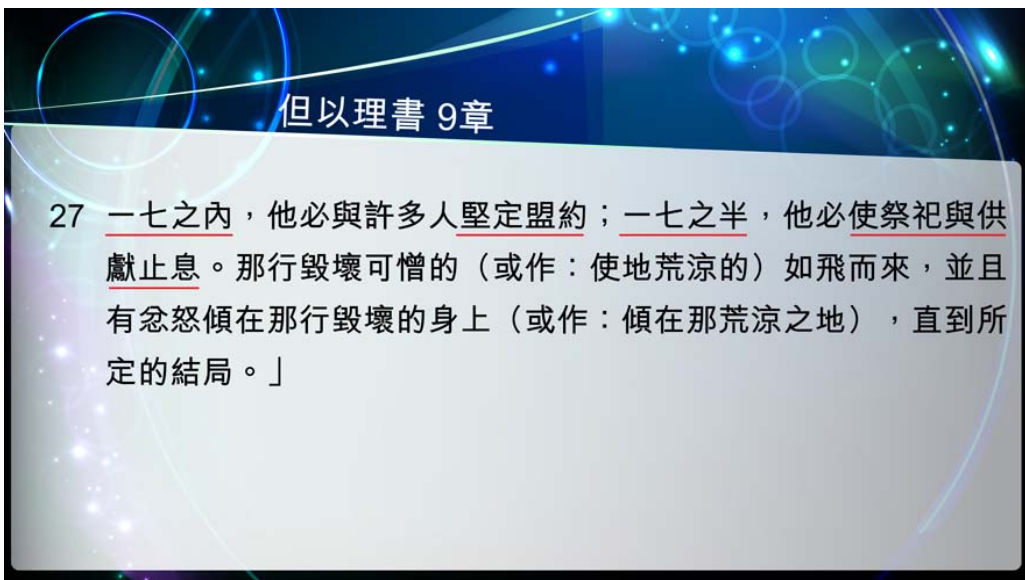 但以理書 9章
27 一七之內，他必與許多人堅定盟約；一七之半，他必使祭祀與供
獻止息。那行毀壞可憎的（或作：使地荒涼的）如飛而來，並且
有忿怒傾在那行毀壞的身上（或作：傾在那荒涼之地），直到所
定的結局。」